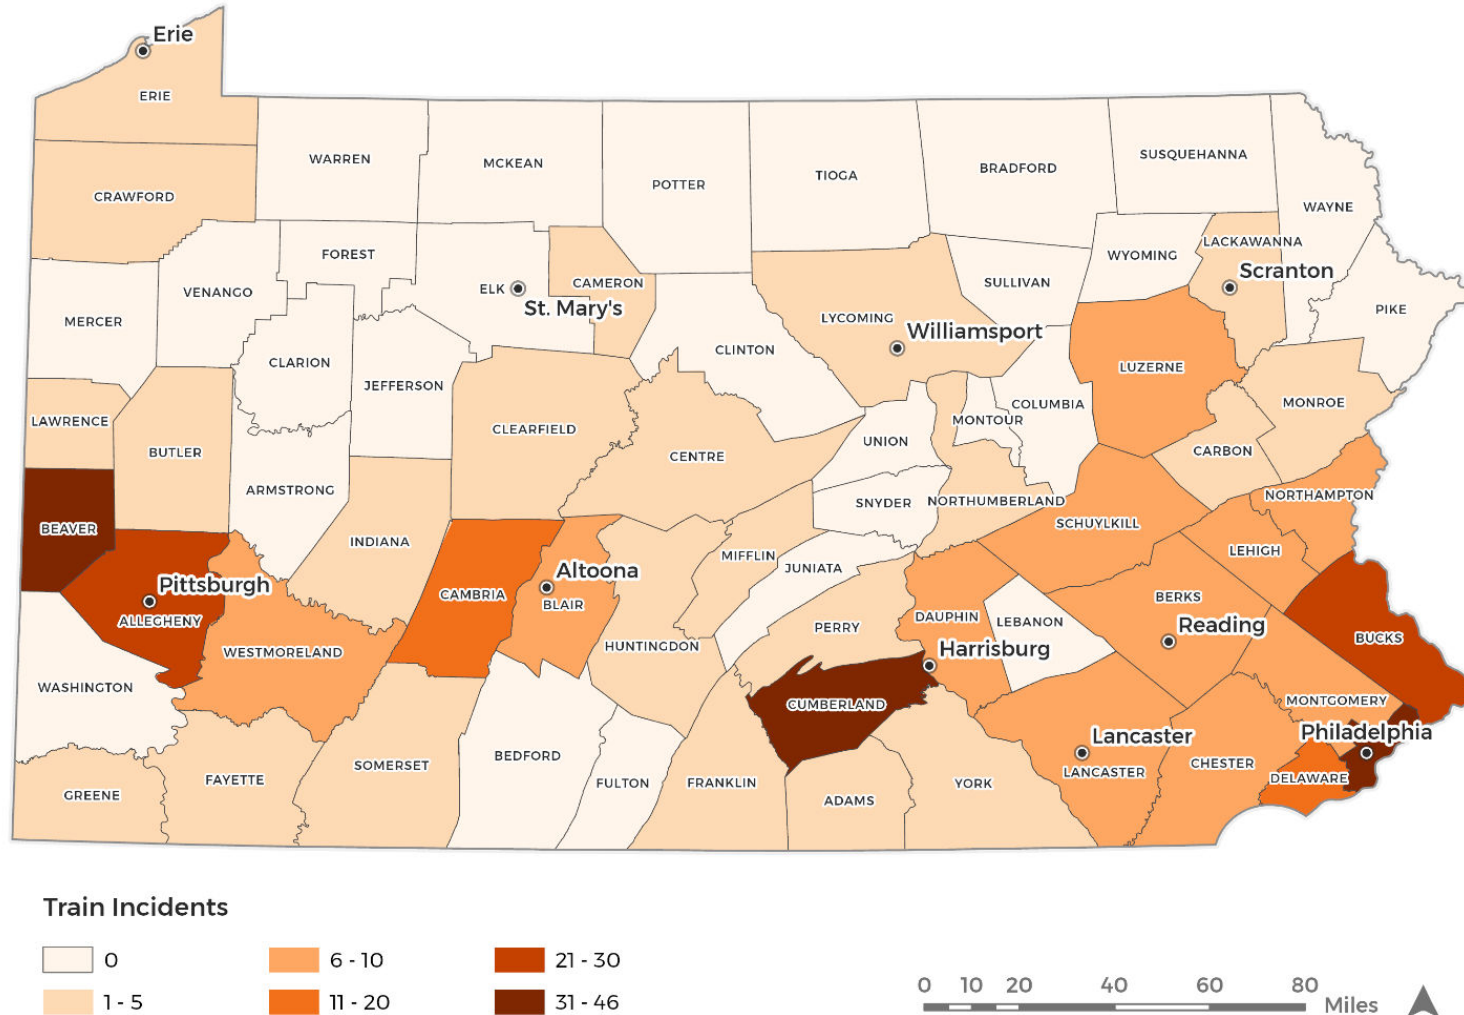 Erie
ERIE
WARREN
MCKEAN
POTTER
TIOGA
BRADFORD
SUSQUEHANNA
WAYNE
CRAWFORD
FOREST
ELK
St. Mary's
CAMERON
SULLIVAN
WYOMING
LACKAWANNA
Scranton
PIKE
VENANGO
MERCER
LYCOMING
Williamsport
CLINTON
CLARION
JEFFERSON
LUZERNE
MONROE
LAWRENCE
BUTLER
CLEARFIELD
CENTRE
UNION
MONTOUR
COLUMBIA
CARBON
ARMSTRONG
SNYDER
NORTHUMBERLAND
NORTHAMPTON
BEAVER
INDIANA
SCHUYLKILL
LEHIGH
MIFFLIN
JUNIATA
Pittsburgh
ALLEGHENY
CAMBRIA
Altoona
BLAIR
BERKS
Reading
PERRY
DAUPHIN
LEBANON
BUCKS
WESTMORELAND
HUNTINGDON
Harrisburg
WASHINGTON
CUMBERLAND
MONTGOMERY
Philadelphia
Lancaster
LANCASTER
CHESTER
DELAWARE
GREENE
FAYETTE
SOMERSET
BEDFORD
FULTON
FRANKLIN
ADAMS
YORK
Train Incidents
0
6 - 10
21 - 30
1 - 5
11 - 20
31 - 46
0 10 20 40 60 80
Miles